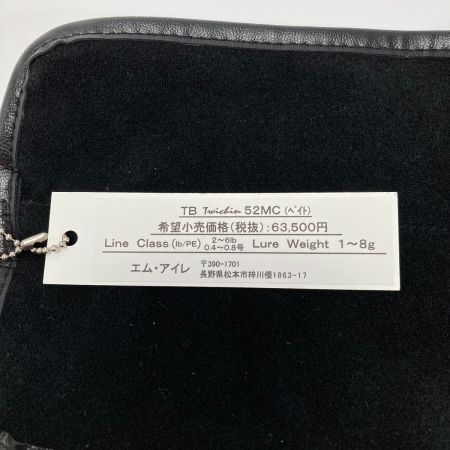 TB Twichin 52MC (ベイト)
希望小売価格(税抜):63,500円
Line Class(lb/PE) 2～6lb 0.4～0.8号 Lure Weight 1～8g
エム・アイレ 〒390-1701
長野県松本市梓川倭1863-17